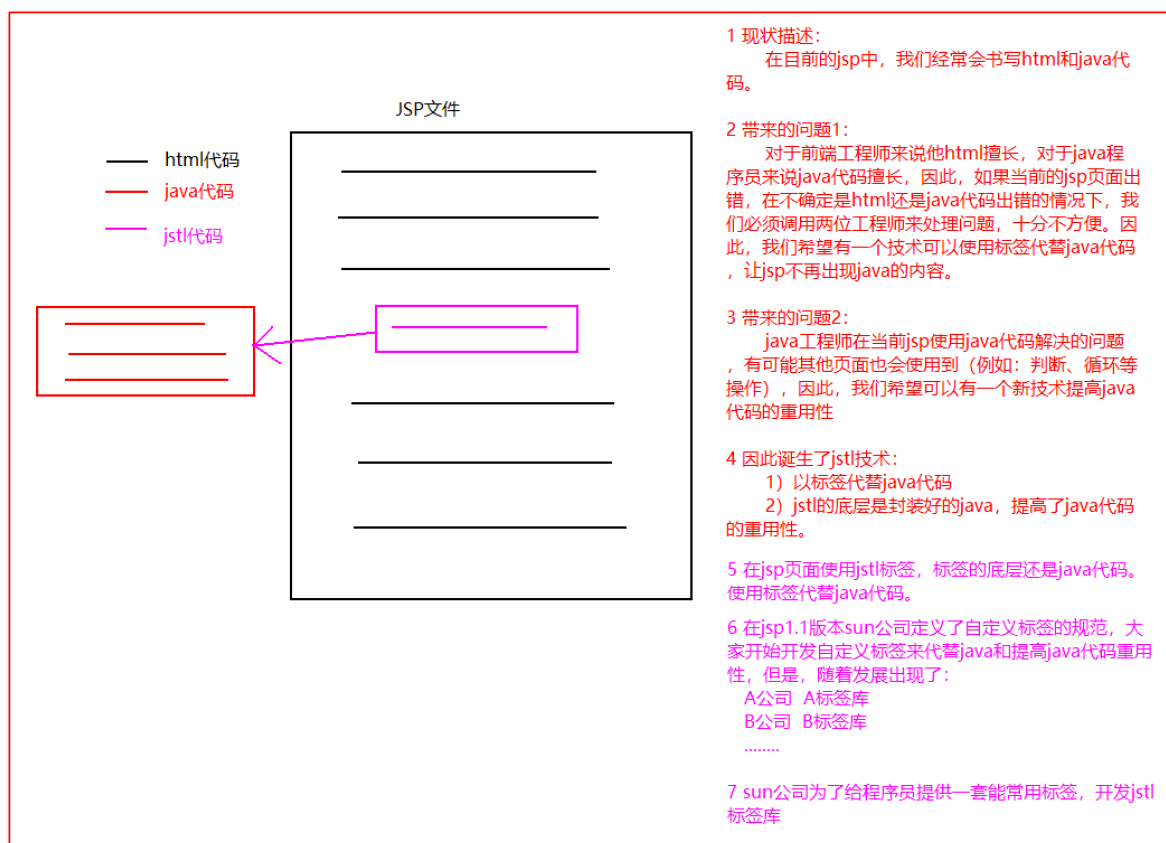 JSP文件
html代码
java代码
jstl代码
1 现状描述：
在目前的jsp中，我们经常会书写html和java代
码。
2 带来的问题1：
对于前端工程师来说他html擅长，对于java程
序员来说java代码擅长，因此，如果当前的jsp页面出
错，在不确定是html还是java代码出错的情况下，我
们必须调用两位工程师来处理问题，十分不方便。因
此，我们希望有一个技术可以使用标签代替java代码
，让jsp不再出现java的内容。
3 带来的问题2：
java工程师在当前jsp使用java代码解决的问题
，有可能其他页面也会使用到（例如：判断、循环等
操作），因此，我们希望可以有一个新技术提高java
代码的重用性
4 因此诞生了jstl技术：
1）以标签代替java代码
2）jstl的底层是封装好的java，提高了java代码
的重用性。
5 在jsp页面使用jstl标签，标签的底层还是java代码。
使用标签代替java代码。
6 在jsp1.1版本sun公司定义了自定义标签的规范，大
家开始开发自定义标签来代替java和提高java代码重用
性，但是，随着发展出现了：
A公司 A标签库
B公司 B标签库
........
7 sun公司为了给程序员提供一套能常用标签，开发jstl
标签库